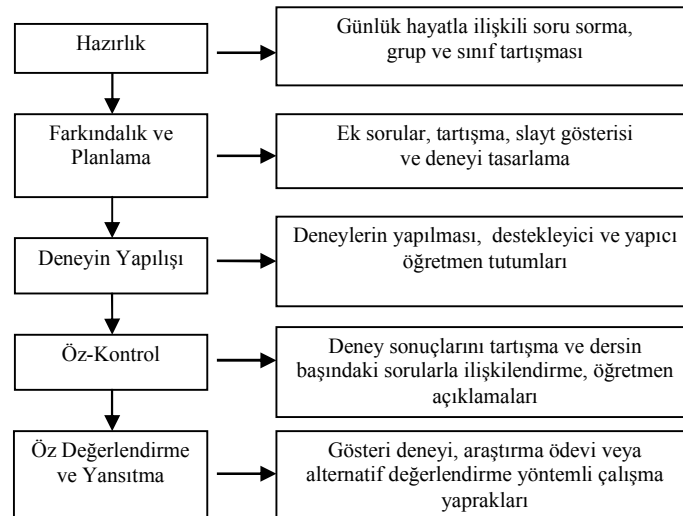 Hazırlık
Günlük hayatla ilişkili soru sorma,
grup ve sınıf tartışması
Farkındalık ve
Planlama
Ek sorular, tartışma, slayt gösterisi
ve deneyi tasarlama
Deneyin Yapılışı
Deneylerin yapılması, destekleyici ve yapıcı
öğretmen tutumları
Öz-Kontrol
Deney sonuçlarını tartışma ve dersin
başındaki sorularla ilişkilendirme, öğretmen
açıklamaları
Öz Değerlendirme
ve Yansıtma
Gösteri deneyi, araştırma ödevi veya
alternatif değerlendirme yöntemli çalışma
yaprakları